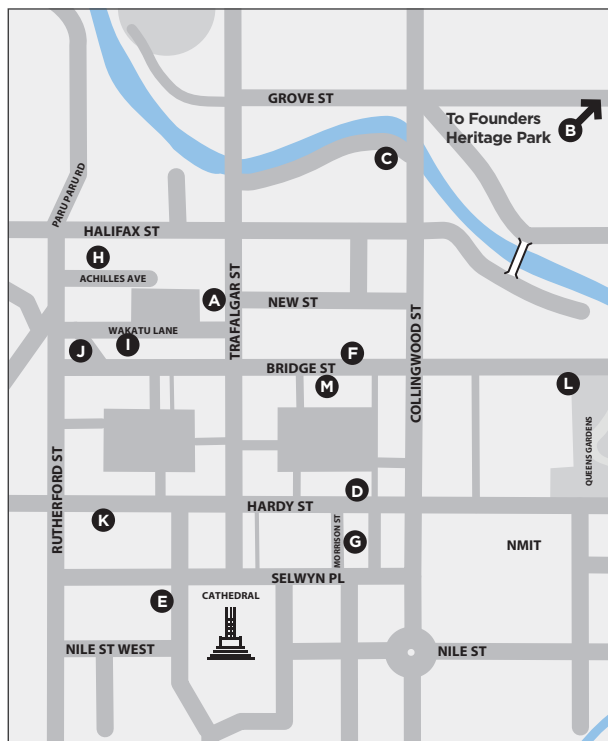 GROVE ST
To Founders
Heritage Park
B
C
PARU PARU RD
HALIFAX ST
H
ACHILLES AVE
A
NEW ST
TRAFALGAR ST
COLLINGWOOD ST
WAKATU LANE
I
J
F
BRIDGE ST
M
L
QUEENS GARDENS
RUTHERFORD ST
D
HARDY ST
K
MORRISON ST
G
NMIT
SELWYN PL
E
CATHEDRAL
NILE ST WEST
NILE ST